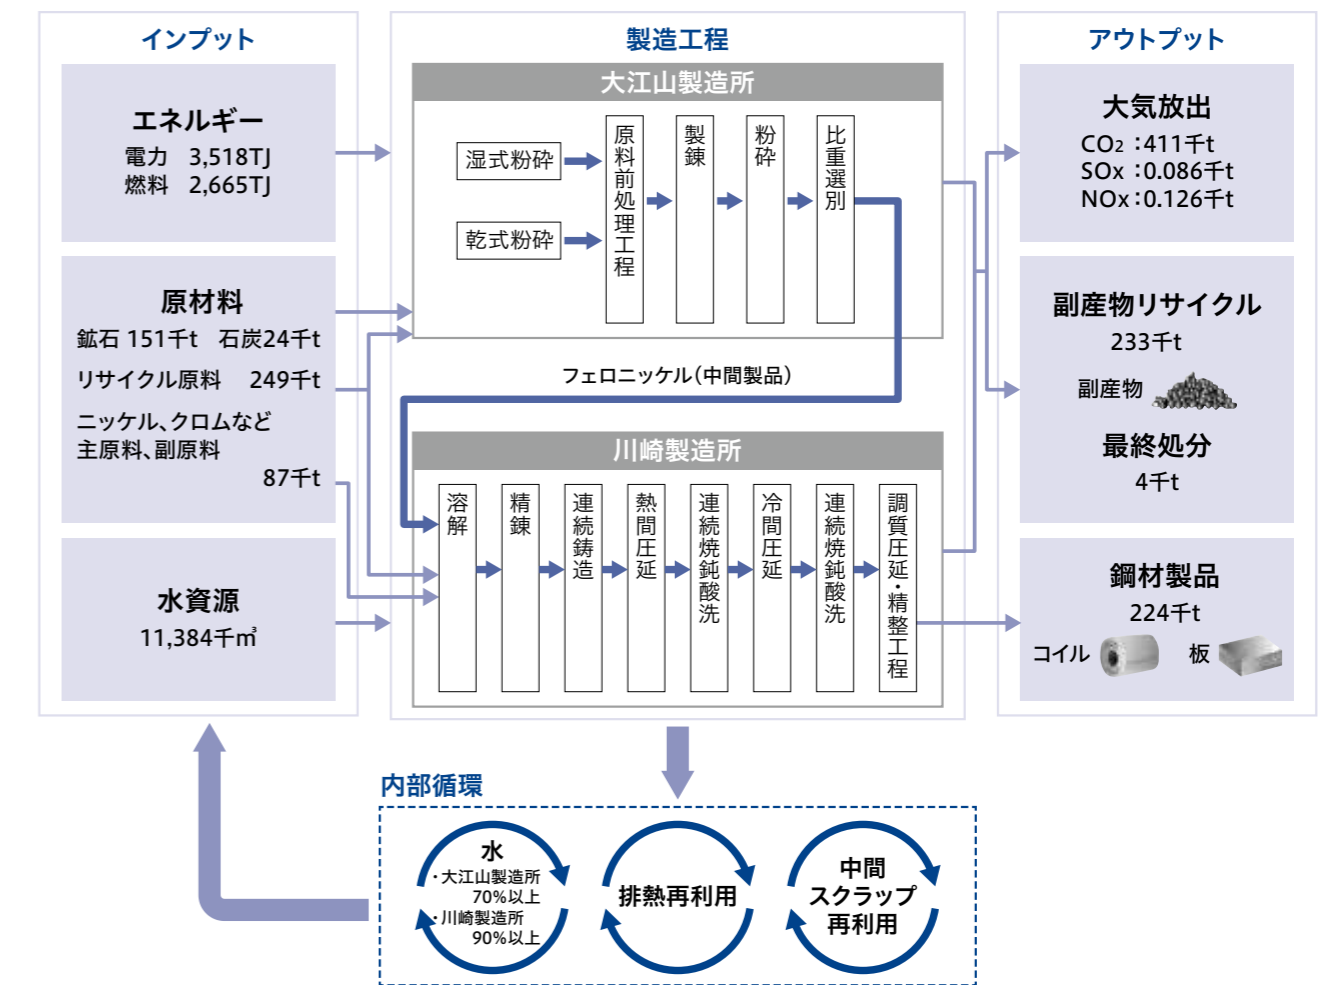 インプット
エネルギー
電力 3,518TJ
燃料 2,665TJ
原材料
鉱石 151千t 石炭24千t
リサイクル原料 249千t
ニッケル、クロムなど
主原料、副原料
87千t
水資源
11,384千㎥
製造工程
大江山製造所
湿式粉砕
乾式粉砕
原料前処理工程
製錬
粉砕
比重選別
フェロニッケル（中間製品）
川崎製造所
溶解
精錬
連続鋳造
熱間圧延
連続焼鈍酸洗
冷間圧延
連続焼鈍酸洗
調質圧延・精整工程
アウトプット
大気放出
CO2：411千t
SOx：0.086千t
NOx：0.126千t
副産物リサイクル
233千t
副産物
最終処分
4千t
鋼材製品
224千t
コイル 板
内部循環
水
・大江山製造所
70%以上
・川崎製造所
90%以上
排熱再利用
中間
スクラップ
再利用